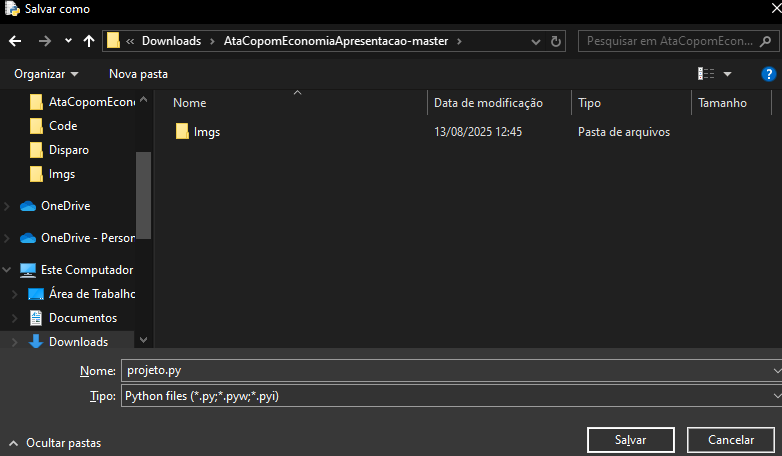 Salvar como
« Downloads > AtaCopomEconomiaApresentacao-master >
Pesquisar em AtaCopomEcon...
Organizar
Nova pasta
?
AtaCopomEcono
Code
Disparo
Imgs
OneDrive
OneDrive - Person
Este Computador
Área de Trabalho
Documentos
Downloads
Nome
Data de modificação
Tipo
Tamanho
Imgs
13/08/2025 12:45
Pasta de arquivos
Nome:
projeto.py
Tipo:
Python files (*.py;*.pyw;*.pyi)
Ocultar pastas
Salvar
Cancelar